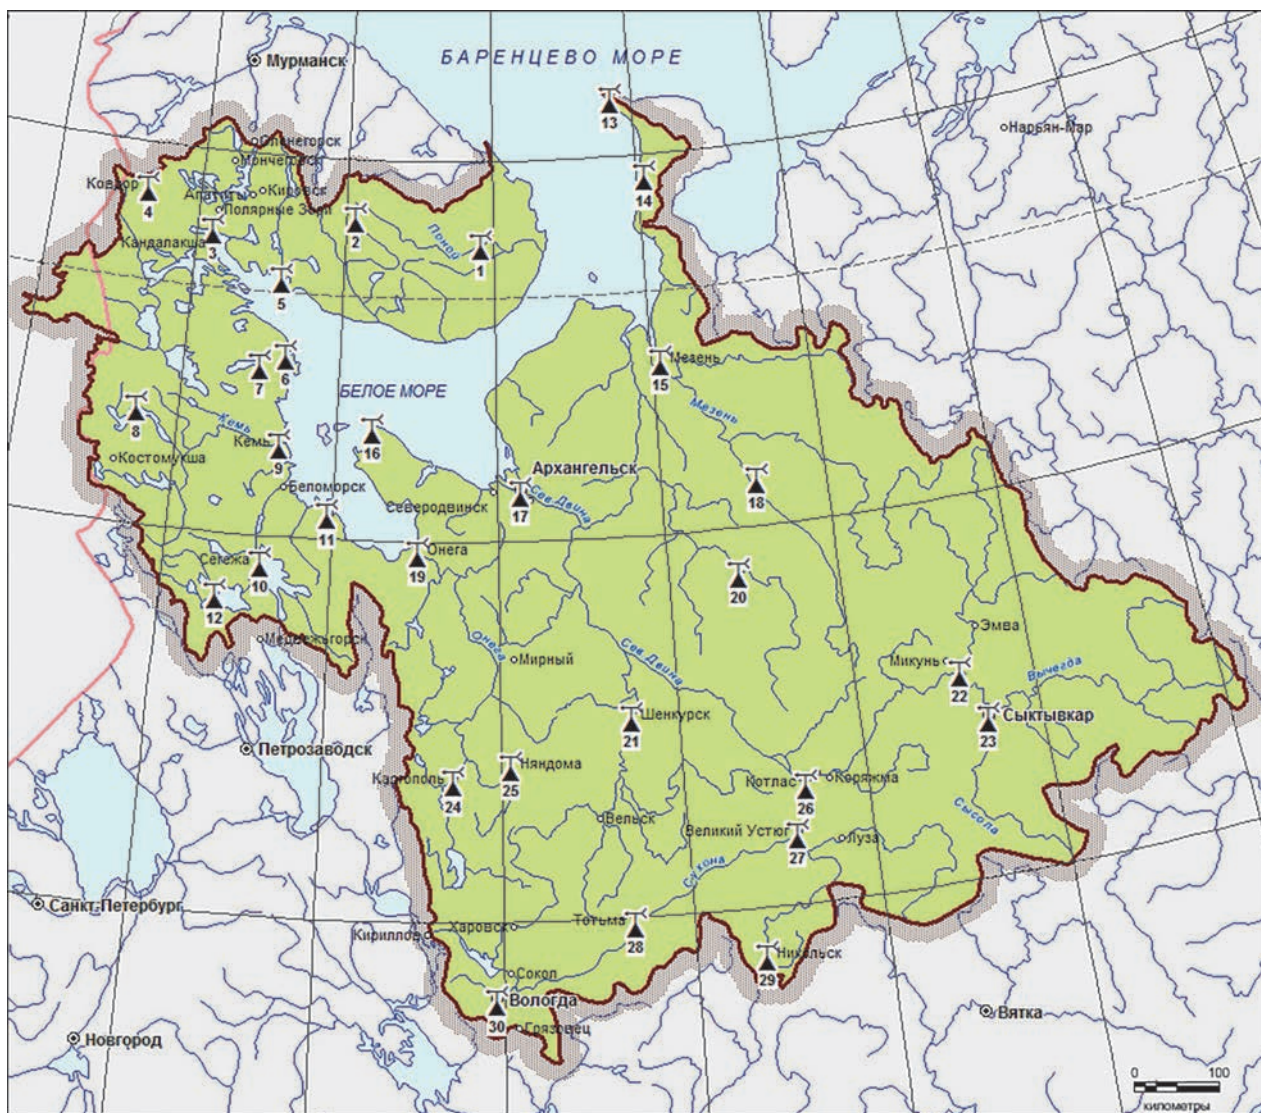 БАРЕНЦЕВО МОРЕ
Мурманск
13
Нарьян-Мар
Оленегорск
Мончегорск
Ковдор
4
Апатиты
Кировск
14
Полярные Зори
2
Поной
Кандалакша
3
1
5
6
7
Мезень
15
БЕЛОЕ МОРЕ
8
Кемь
Мезень
16
Кемь
9
Костомукша
Архангельск
18
Беломорск
Северодвинск
17
Сев.Двина
11
Онега
19
Сегежа
10
20
12
Эмва
Медвежьгорск
Онега
Мирный
Сев.Двина
Микунь
22
Вычегда
Шенкурск
21
Сыктывкар
23
Петрозаводск
Няндома
25
Каргополь
24
Котлас
Коряжма
26
Вельск
Великий Устюг
27
Луза
Сысола
Сухона
Санкт-Петербург
Тотьма
28
Харовск
Кириллов
Никольск
29
Сокол
Вологда
30
Грязовец
Вятка
Новгород
0 100
километры